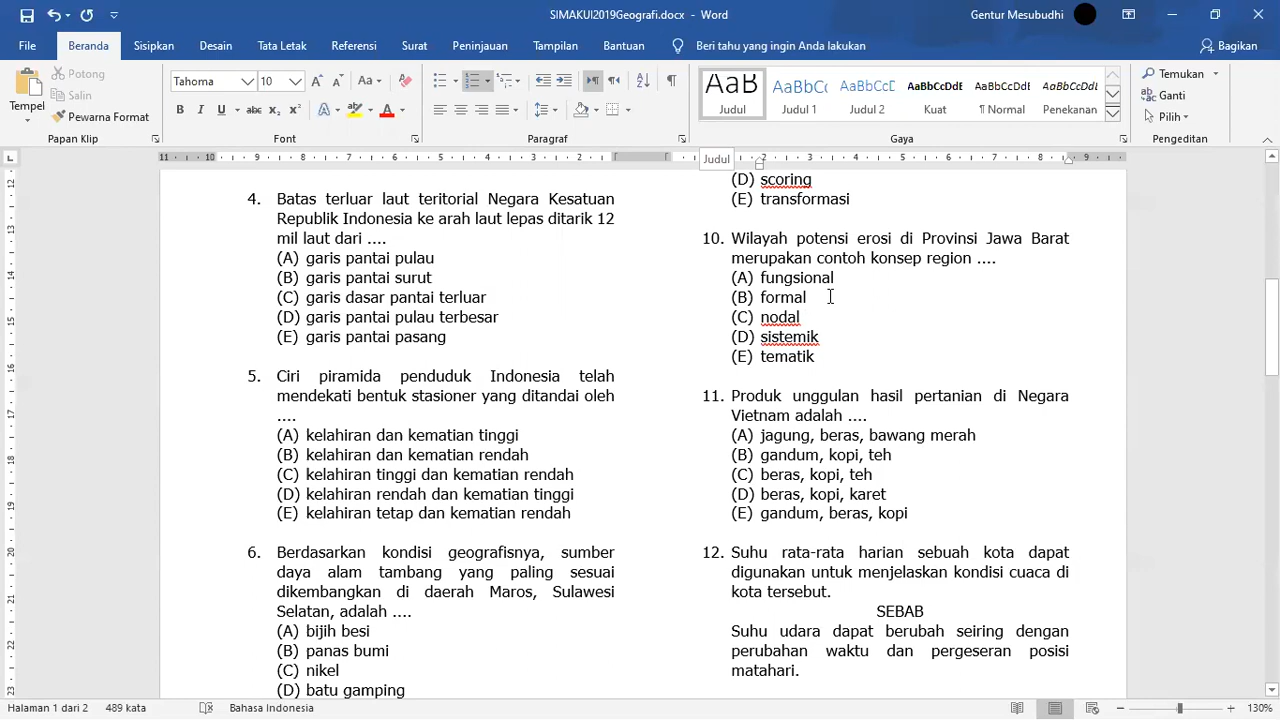 SIMAKUI2019Geografi.docx - Word
Gentur Mesubudhi
File Beranda Sisipkan Desain Tata Letak Referensi Surat Peninjauan Tampilan Bantuan Beri tahu yang ingin Anda lakukan Bagikan
Tempel
Potong
Salin
Pewarna Format
Papan Klip
Tahoma 10
Font
Paragraf
AaB Judul
AaBbC( Judul 1
AaBbCc Judul 2
AaBbCcDdE Kuat
AaBbCcDdE ¶ Normal
AaBbCcDdE Penekanan
Gaya
Temukan
Ganti
Pilih
Pengeditan
Judul
4. Batas terluar laut teritorial Negara Kesatuan
Republik Indonesia ke arah laut lepas ditarik 12
mil laut dari ....
(A) garis pantai pulau
(B) garis pantai surut
(C) garis dasar pantai terluar
(D) garis pantai pulau terbesar
(E) garis pantai pasang
5. Ciri piramida penduduk Indonesia telah
mendekati bentuk stasioner yang ditandai oleh
....
(A) kelahiran dan kematian tinggi
(B) kelahiran dan kematian rendah
(C) kelahiran tinggi dan kematian rendah
(D) kelahiran rendah dan kematian tinggi
(E) kelahiran tetap dan kematian rendah
6. Berdasarkan kondisi geografisnya, sumber
daya alam tambang yang paling sesuai
dikembangkan di daerah Maros, Sulawesi
Selatan, adalah ....
(A) bijih besi
(B) panas bumi
(C) nikel
(D) batu gamping
(D) scoring
(E) transformasi
10. Wilayah potensi erosi di Provinsi Jawa Barat
merupakan contoh konsep region ....
(A) fungsional
(B) formal
(C) nodal
(D) sistemik
(E) tematik
11. Produk unggulan hasil pertanian di Negara
Vietnam adalah ....
(A) jagung, beras, bawang merah
(B) gandum, kopi, teh
(C) beras, kopi, teh
(D) beras, kopi, karet
(E) gandum, beras, kopi
12. Suhu rata-rata harian sebuah kota dapat
digunakan untuk menjelaskan kondisi cuaca di
kota tersebut.
SEBAB
Suhu udara dapat berubah seiring dengan
perubahan waktu dan pergeseran posisi
matahari.
Halaman 1 dari 2 489 kata Bahasa Indonesia 130%